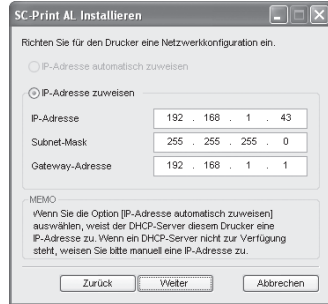 SC-Print AL Installieren
Richten Sie für den Drucker eine Netzwerkkonfiguration ein.
IP-Adresse automatisch zuweisen
IP-Adresse zuweisen
IP-Adresse 192 . 168 . 1 . 43
Subnet-Mask 255 . 255 . 255 . 0
Gateway-Adresse 192 . 168 . 1 . 1
MEMO
Wenn Sie die Option [IP-Adresse automatisch zuweisen]
auswählen, weist der DHCP-Server diesem Drucker eine
IP-Adresse zu. Wenn ein DHCP-Server nicht zur Verfügung
steht, weisen Sie bitte manuell eine IP-Adresse zu.
Zurück Weiter Abbrechen